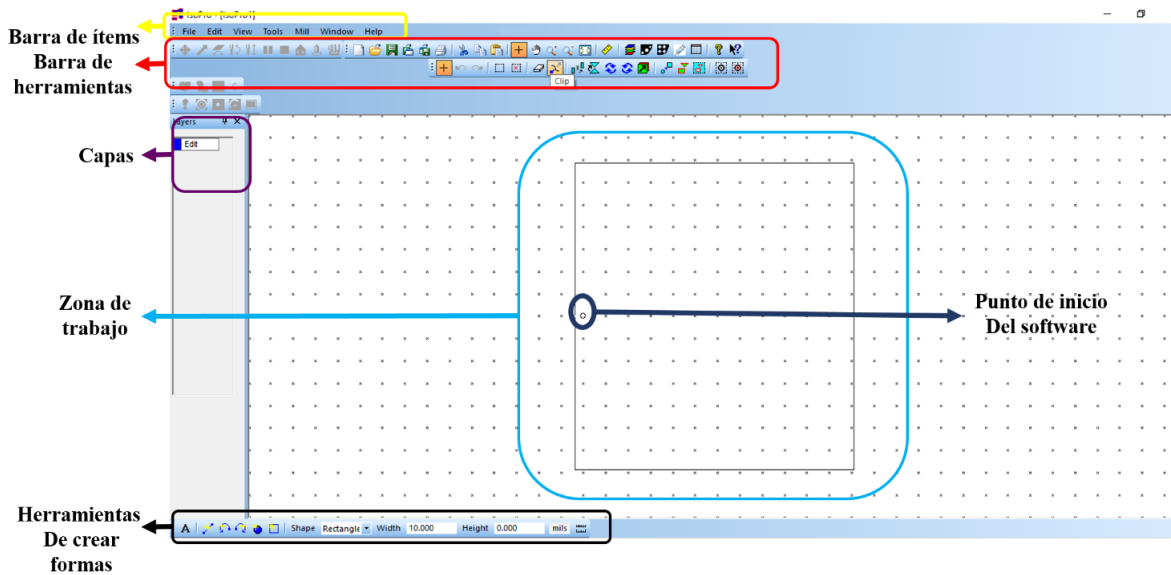 IsoPro - [IsoPro1]
Barra de ítems
File Edit View Tools Mill Window Help
Barra de
herramientas
Clip
Layers
Edit
Capas
Zona de
trabajo
Punto de inicio
Del software
Herramientas
De crear
formas
A Shape Rectangle Width 10.000 Height 0.000 mils